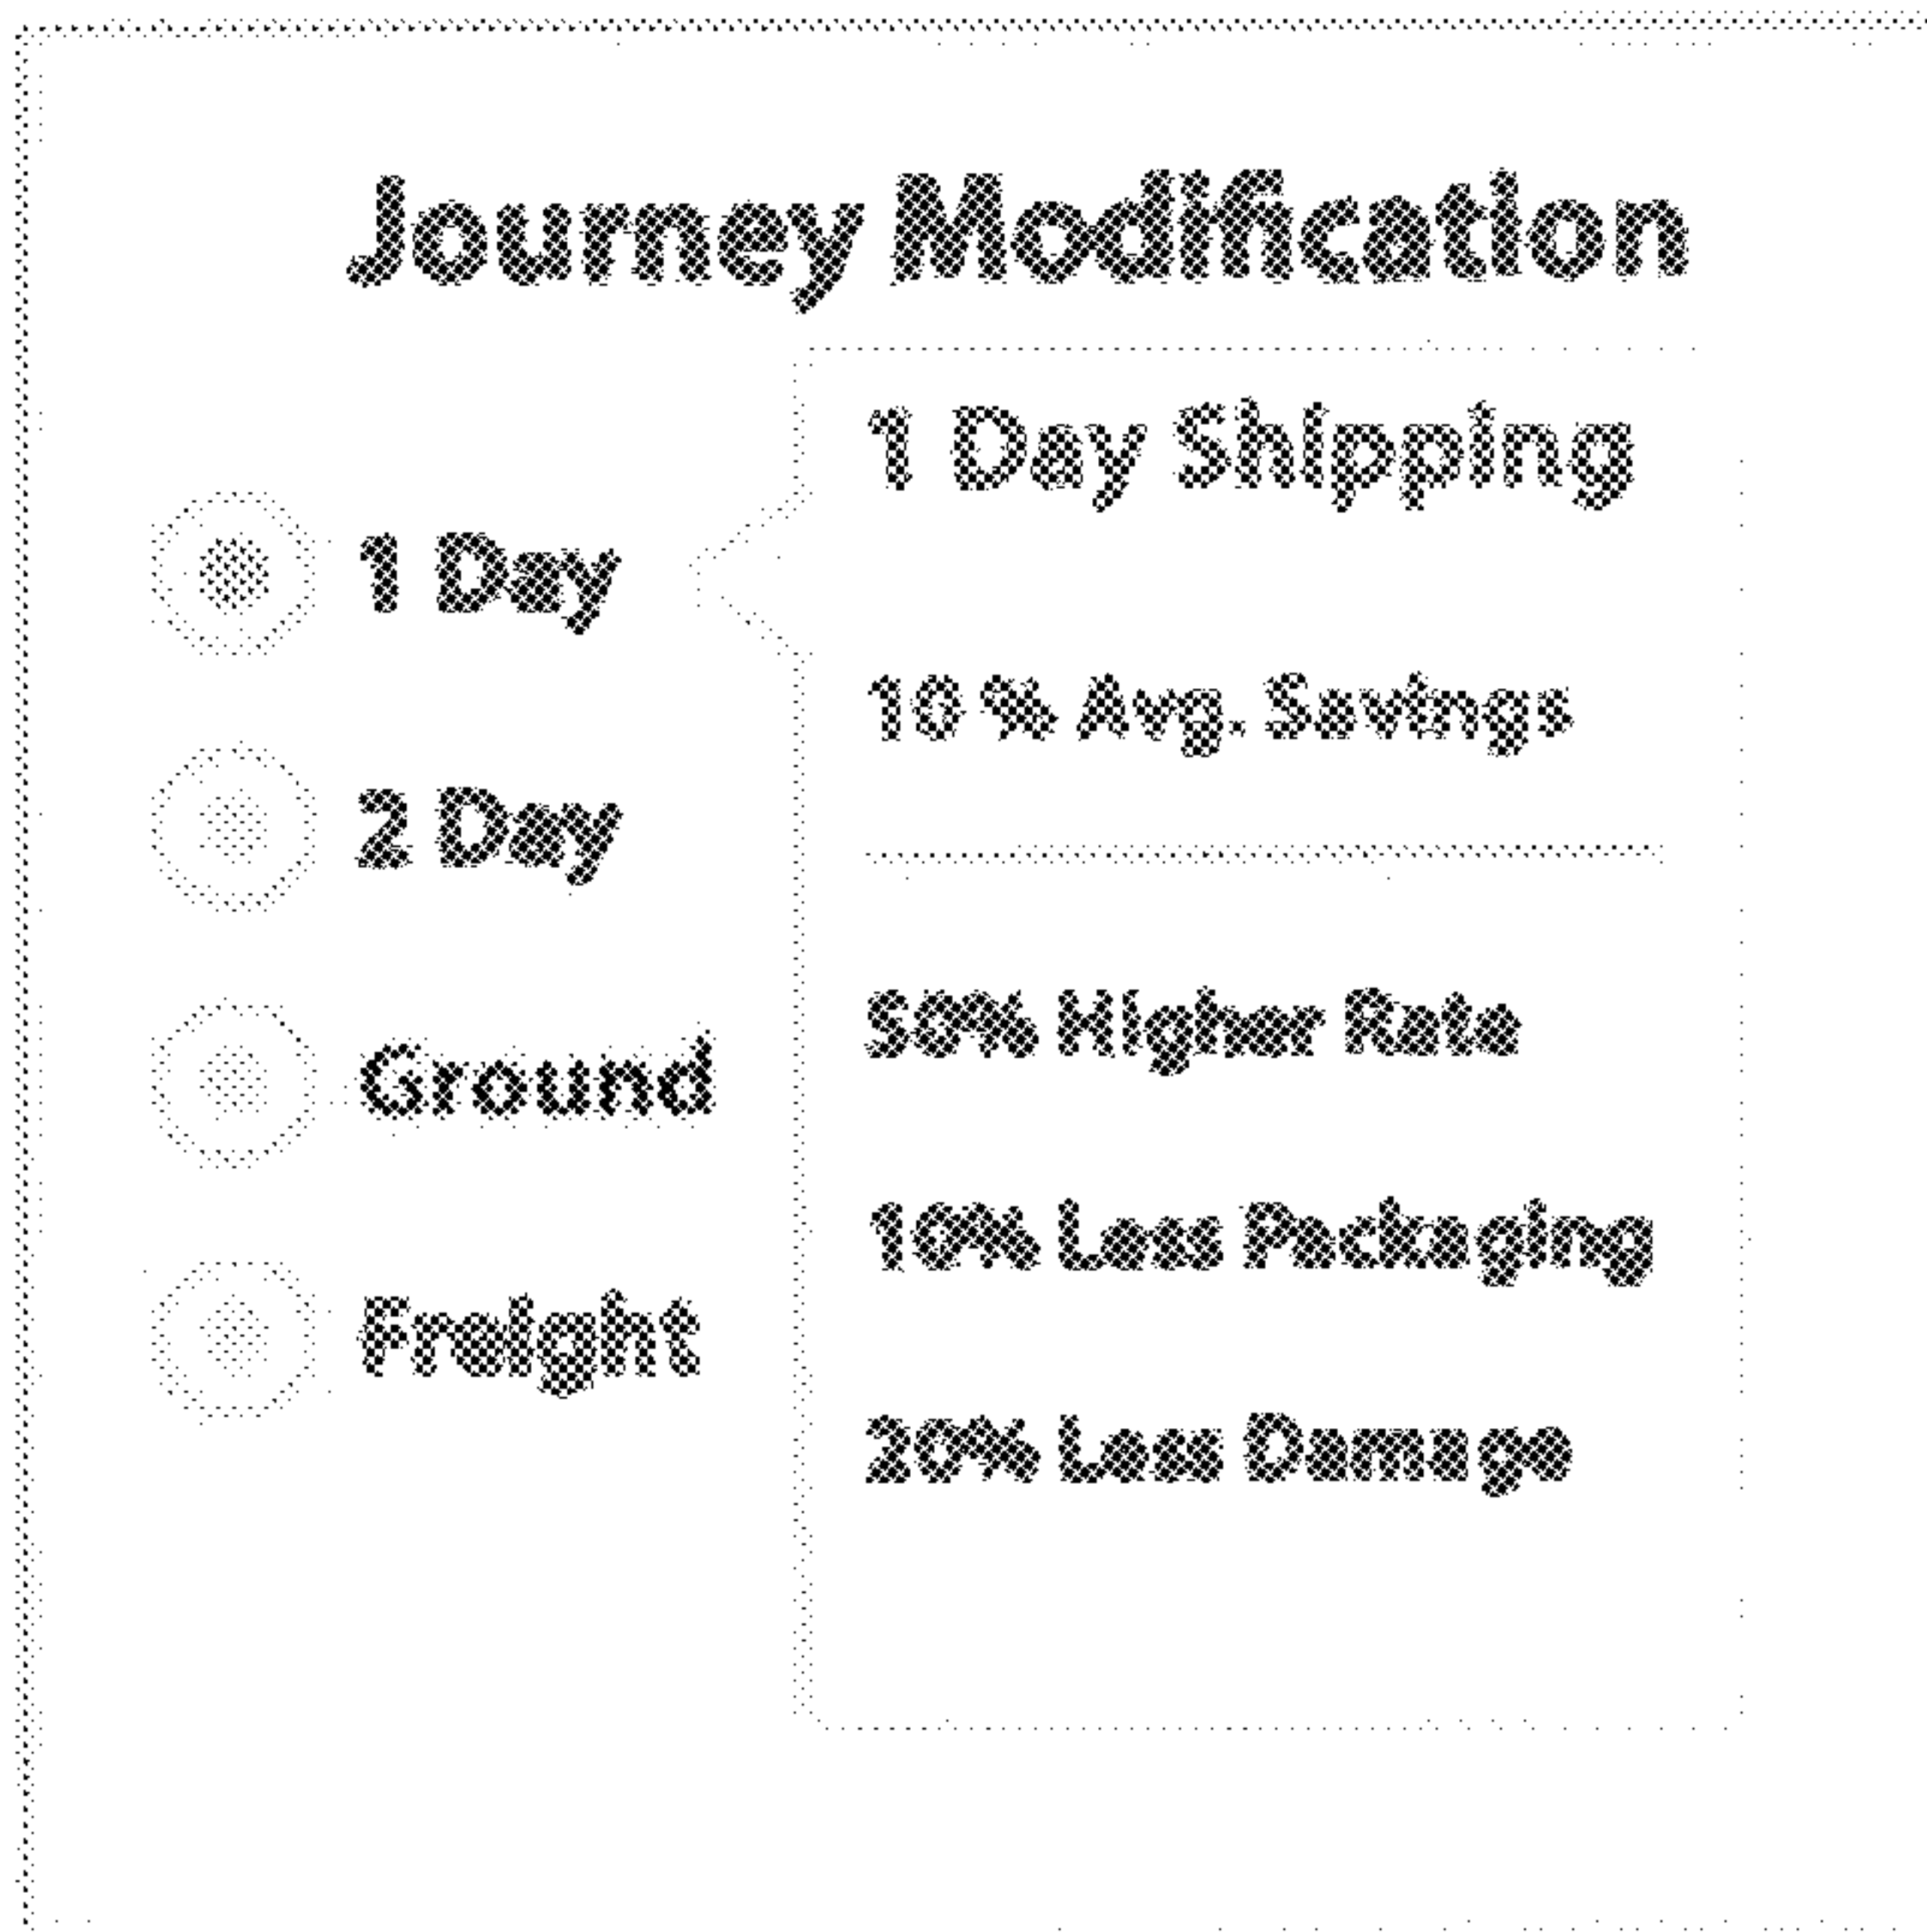 Journey Modification
1 Day
2 Day
Ground
Freight
1 Day Shipping
10 % Avg. Savings
50% Higher Rate
10% Less Packaging
20% Less Damage